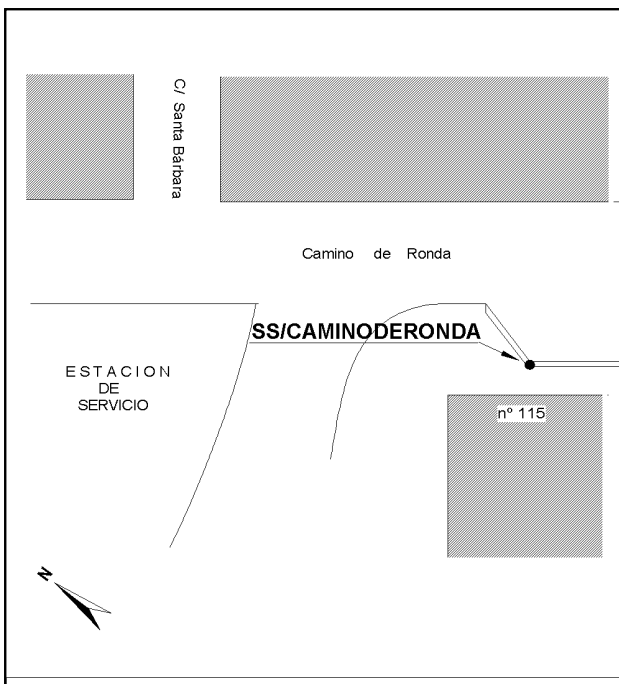 C/ Santa Bárbara
Camino de Ronda
SS/CAMINODERONDA
ESTACION
DE
SERVICIO
nº 115
N